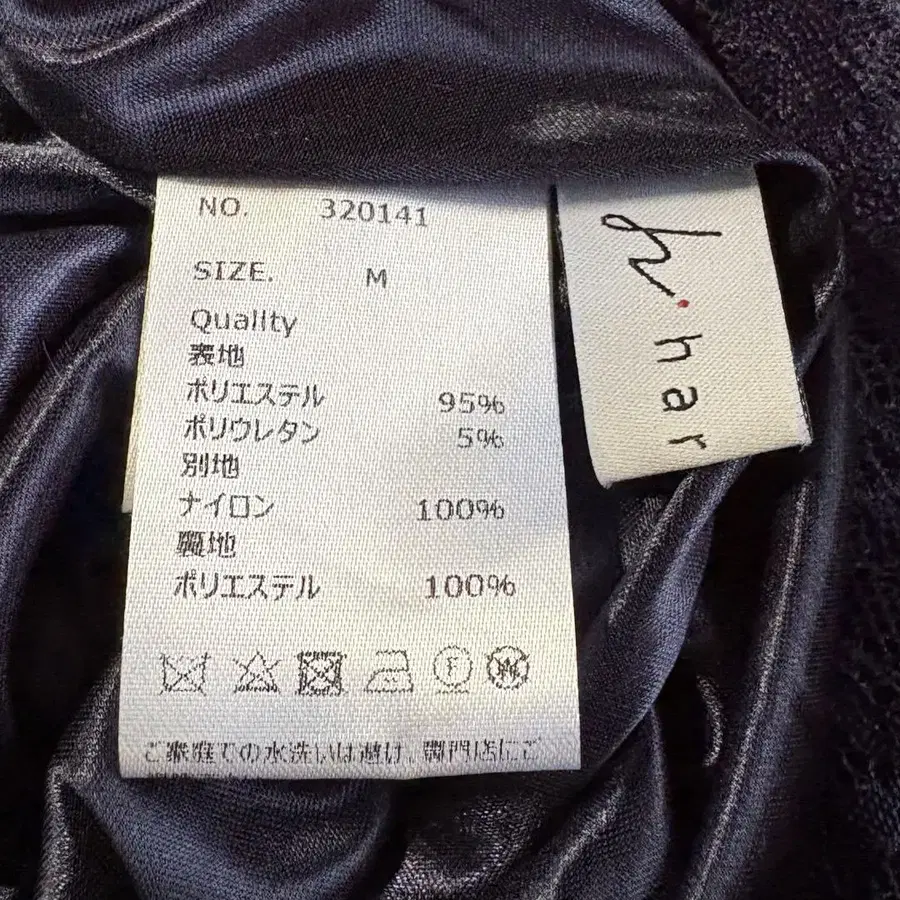 NO. 320141
SIZE. M
Quality
表地
ポリエステル 95%
ポリウレタン 5%
別地
ナイロン 100%
裏地
ポリエステル 100%
F
W
ご家庭での水洗いは避け、専門店にご
h.har